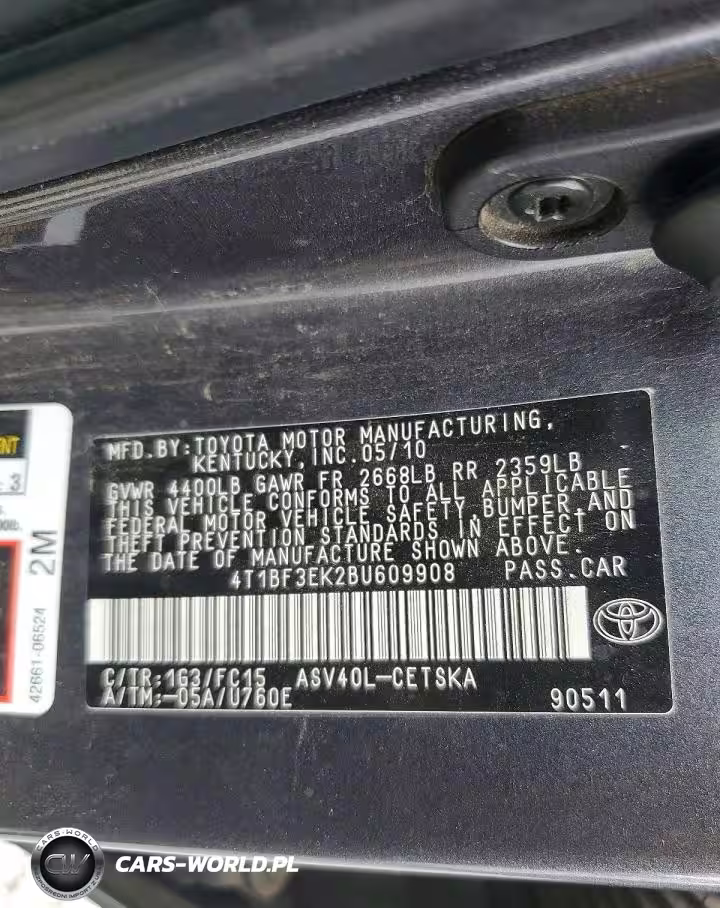 MFD.BY:TOYOTA MOTOR MANUFACTURING,
KENTUCKY,INC.05/10
GVWR 4400LB GAWR FR 2668LB RR 2359LB
THIS VEHICLE CONFORMS TO ALL APPLICABLE
FEDERAL MOTOR VEHICLE SAFETY,BUMPER,AND
THEFT PREVENTION STANDARDS IN EFFECT ON
THE DATE OF MANUFACTURE SHOWN ABOVE.
4T1BF3EK2BU609908 PASS.CAR
C/TR:1G3/FC15 ASV40L-CETSKA
A/TM:-05A/U760E 90511
42661-06524 2M
CARS-WORLD
CW
CARS-WORLD.PL